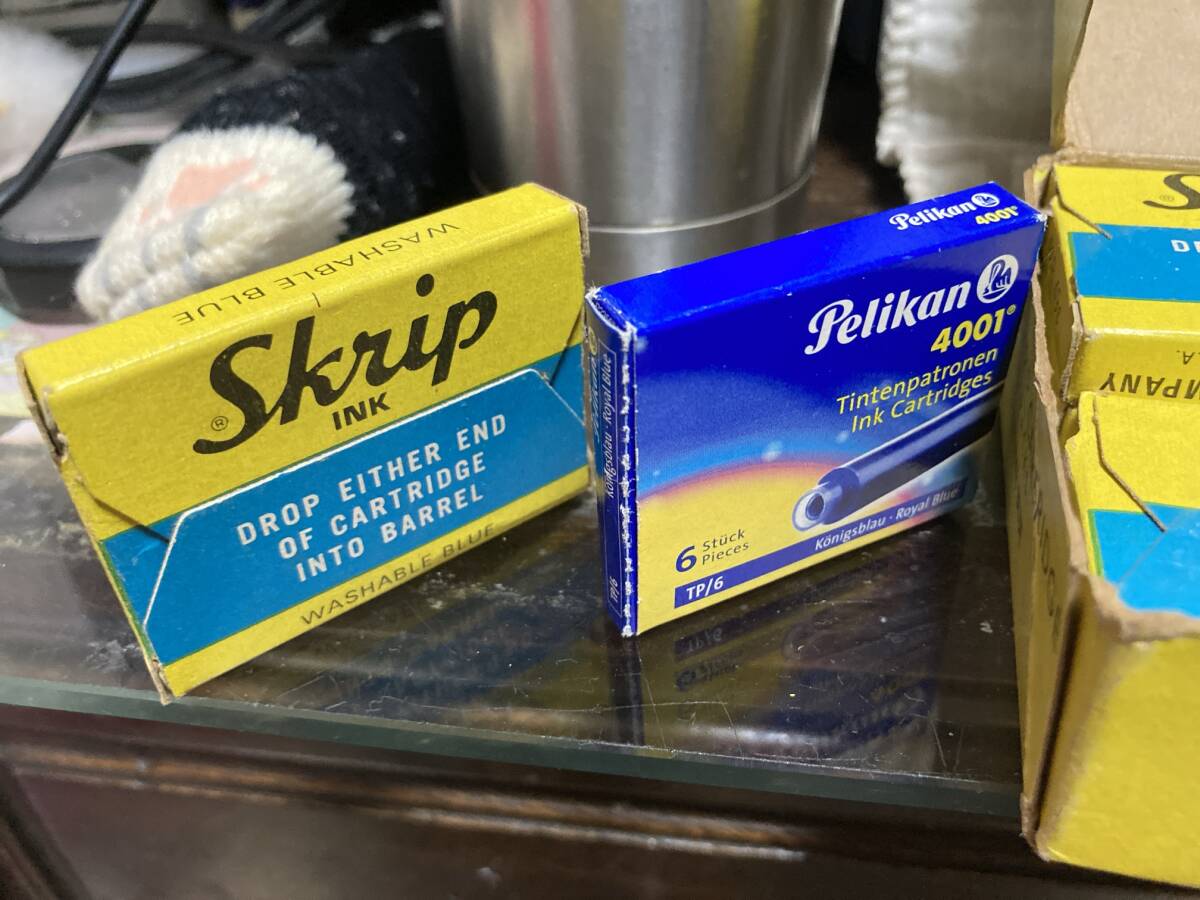 WASHABLE BLUE
Skrip
®
INK
DROP EITHER END
OF CARTRIDGE
INTO BARREL
WASHABLE BLUE
Pelikan
4001®
Pelikan
4001®
Tintenpatronen
Ink Cartridges
6 Stück
Pieces
Königsblau · Royal Blue
TP/6
Königsblau · Royal Blue